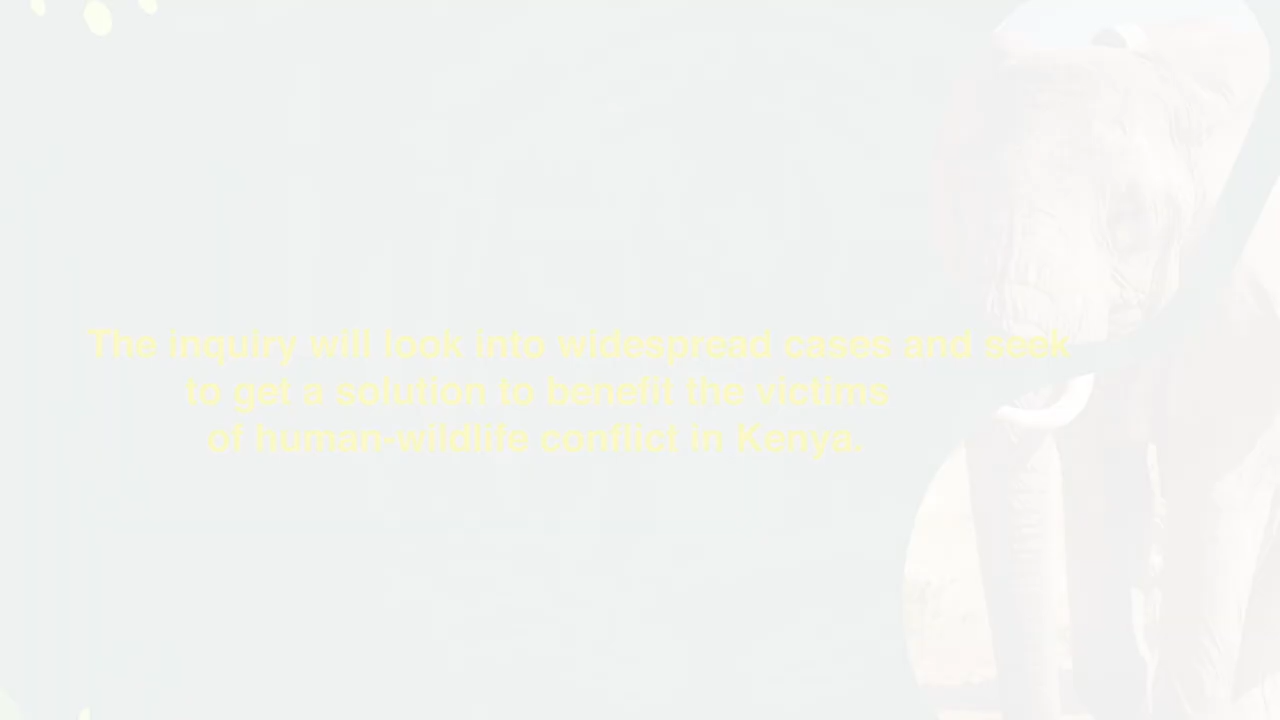 The inquiry will look into widespread cases and seek
to get a solution to benefit the victims
of human-wildlife conflict in Kenya.